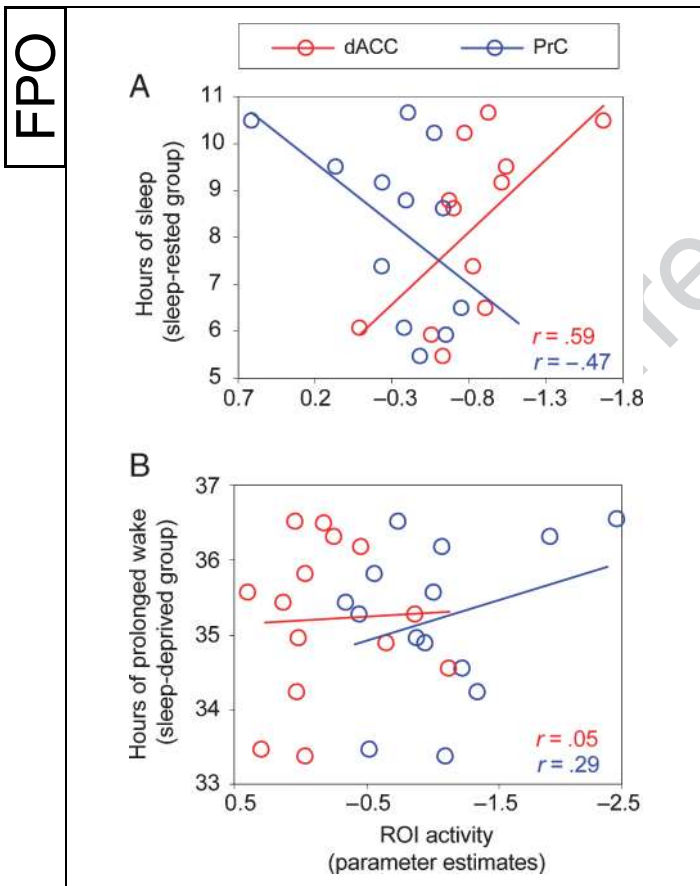 FPO
dACC PrC
A
11
10
9
8
7
6
5
Hours of sleep
(sleep-rested group)
r = .59
r = –.47
0.7 0.2 –0.3 –0.8 –1.3 –1.8
re
B
37
36
35
34
33
Hours of prolonged wake
(sleep-deprived group)
r = .05
r = .29
0.5 –0.5 –1.5 –2.5
ROI activity
(parameter estimates)